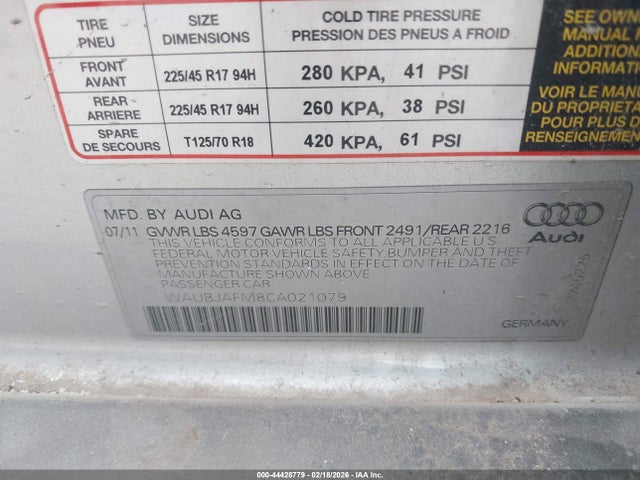 TIRE
PNEU
SIZE
DIMENSIONS
COLD TIRE PRESSURE
PRESSION DES PNEUS A FROID
FRONT
AVANT
225/45 R17 94H
280 KPA, 41 PSI
REAR
ARRIERE
225/45 R17 94H
260 KPA, 38 PSI
SPARE
DE SECOURS
T125/70 R18
420 KPA, 61 PSI
SEE OWNE
MANUAL F
ADDITION
INFORMAT
VOIR LE M
DU PROPRIET
POUR PLUS D
RENSEIGNEME
MFD. BY AUDI AG
07/11 GVWR LBS 4597 GAWR LBS FRONT 2491/REAR 2216
THIS VEHICLE CONFORMS TO ALL APPLICABLE U.S
FEDERAL MOTOR VEHICLE SAFETY BUMPER AND THEFT
PREVENTION STANDARDS IN EFFECT ON THE DATE OF
MANUFACTURE SHOWN ABOVE
PASSENGER CAR
WAUBJAFM8CA021079
Audi
GERMANY
000-44428779 - 02/18/2026 - IAA Inc.